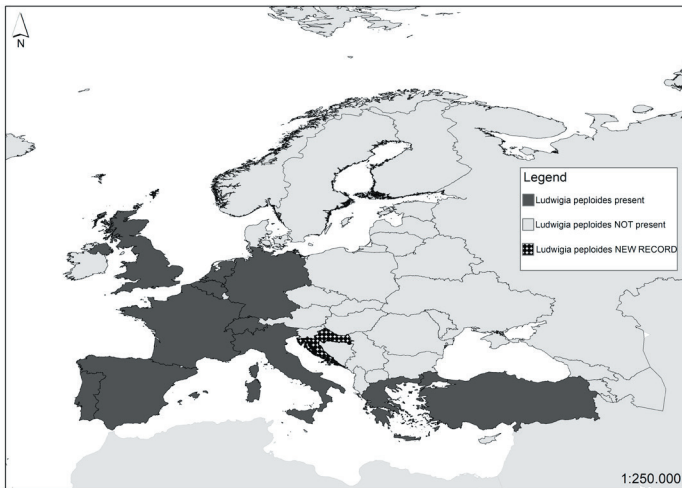 N
Legend
Ludwigia peploides present
Ludwigia peploides NOT present
Ludwigia peploides NEW RECORD
1:250.000